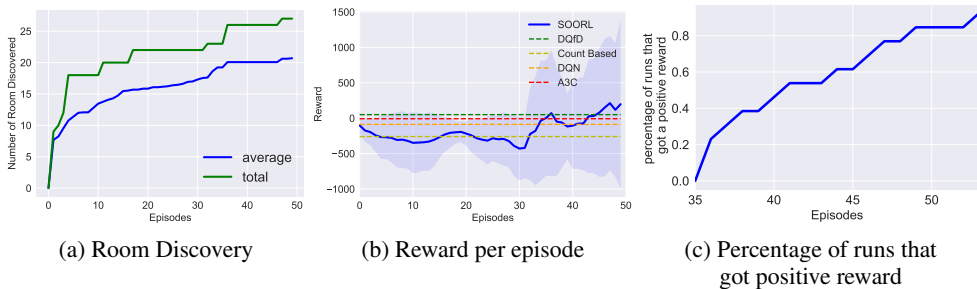 Number of Room Discovered
25
20
15
10
5
0
average
total
0
10
20
30
40
50
Episodes
(a) Room Discovery
Reward
1500
1000
500
0
−500
−1000
SOORL
DQfD
Count Based
DQN
A3C
0
10
20
30
40
50
Episodes
(b) Reward per episode
percentage of runs that
got a positive reward
0.8
0.6
0.4
0.2
0.0
35
40
45
50
Episodes
(c) Percentage of runs that
got positive reward